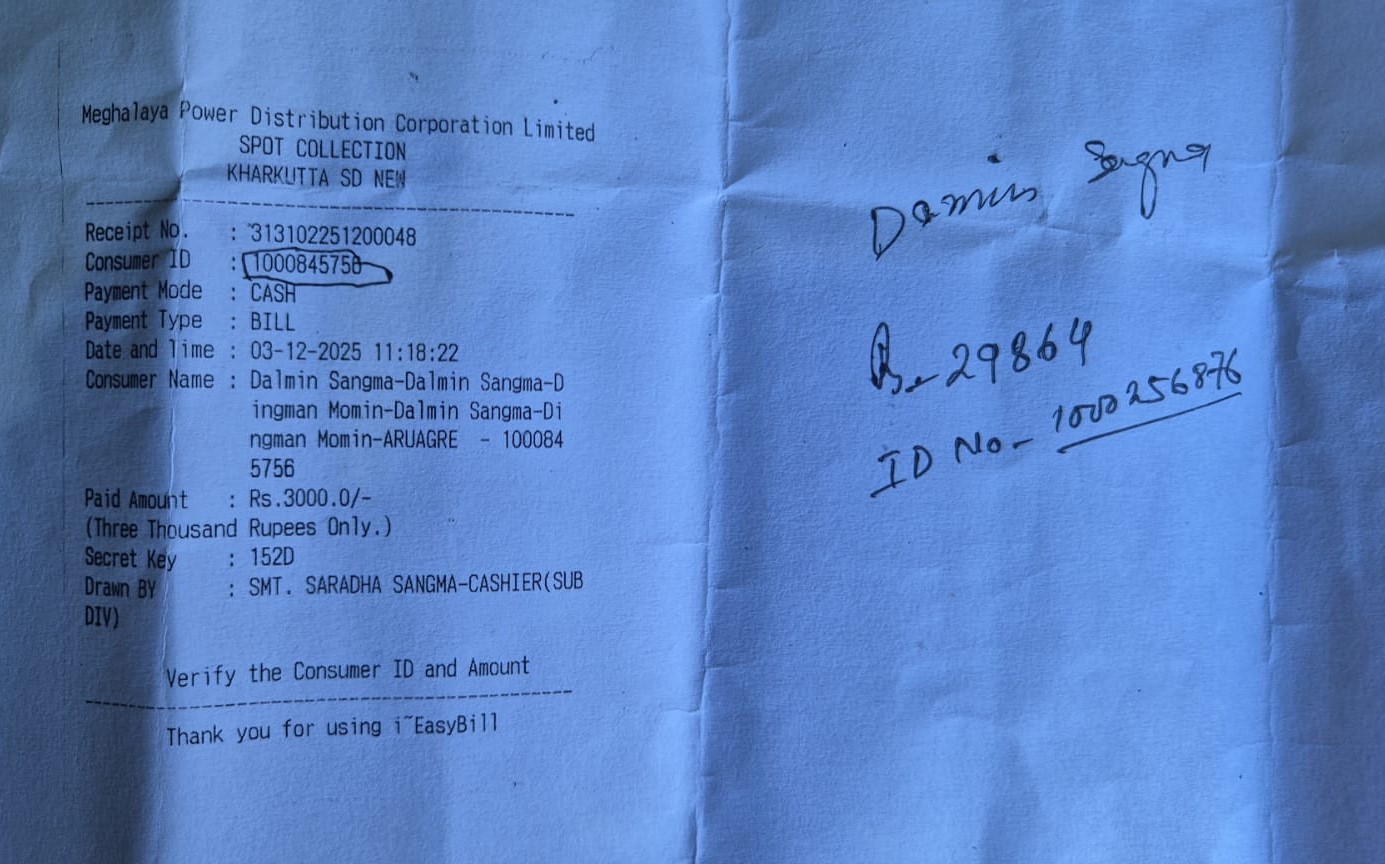 Meghalaya Power Distribution Corporation Limited
SPOT COLLECTION
KHARKUTTA SD NEW
Receipt No. : 313102251200048
Consumer ID : 1000845756
Payment Mode : CASH
Payment Type : BILL
Date and Time : 03-12-2025 11:18:22
Consumer Name : Dalmin Sangma-Dalmin Sangma-D
ingman Momin-Dalmin Sangma-Di
ngman Momin-ARUAGRE - 100084
5756
Paid Amount : Rs.3000.0/-
(Three Thousand Rupees Only.)
Secret Key : 152D
Drawn BY : SMT. SARADHA SANGMA-CASHIER(SUB
DIV)
Verify the Consumer ID and Amount
Thank you for using i~EasyBill
Damin Sangma
29864
ID No- 1000256876